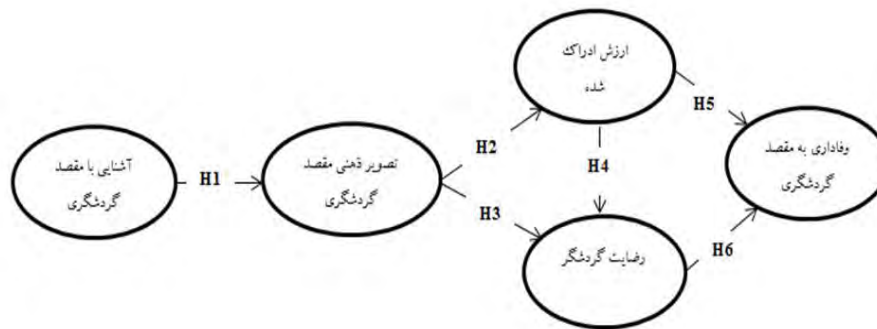 آشنایی با مقصد
گردشگری
H1
تصویر ذهنی مقصد
گردشگری
H2
H3
ارزش ادراک
شده
H4
رضایت گردشگر
H5
H6
وفاداری به مقصد
گردشگری